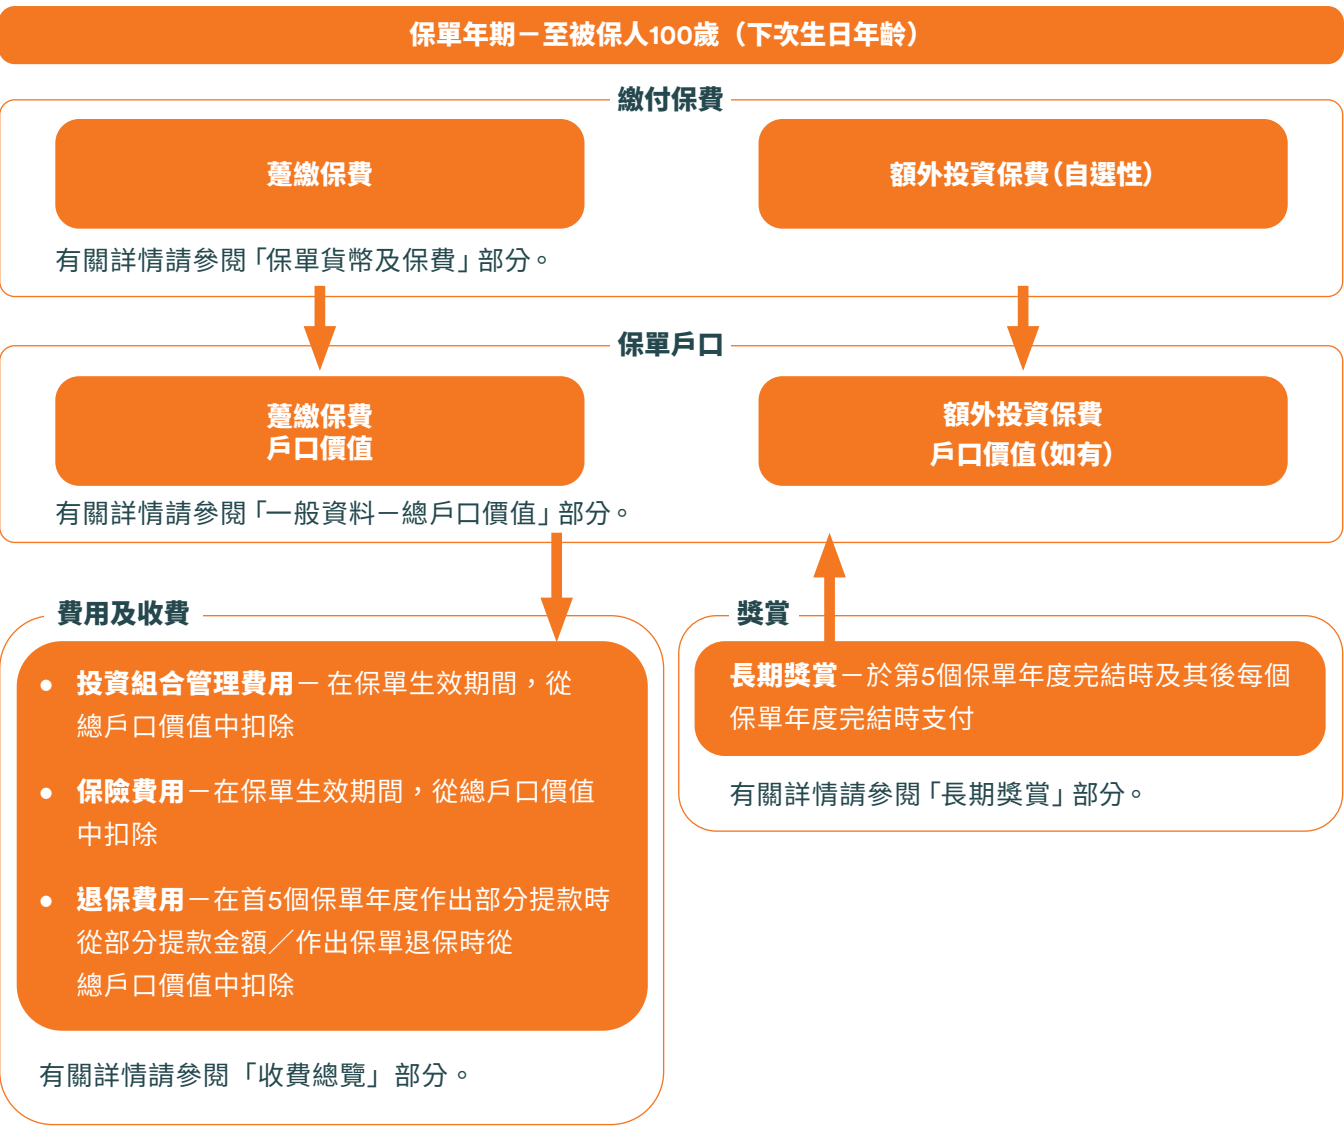 保單年期－至被保人100歲（下次生日年齡）
繳付保費
躉繳保費
額外投資保費(自選性)
有關詳情請參閱「保單貨幣及保費」部分。
保單戶口
躉繳保費
戶口價值
額外投資保費
戶口價值(如有)
有關詳情請參閱「一般資料－總戶口價值」部分。
費用及收費
• 投資組合管理費用－ 在保單生效期間，從
總戶口價值中扣除
• 保險費用－在保單生效期間，從總戶口價值
中扣除
• 退保費用－在首5個保單年度作出部分提款時
從部分提款金額／作出保單退保時從
總戶口價值中扣除
有關詳情請參閱「收費總覽」部分。
獎賞
長期獎賞－於第5個保單年度完結時及其後每個
保單年度完結時支付
有關詳情請參閱「長期獎賞」部分。